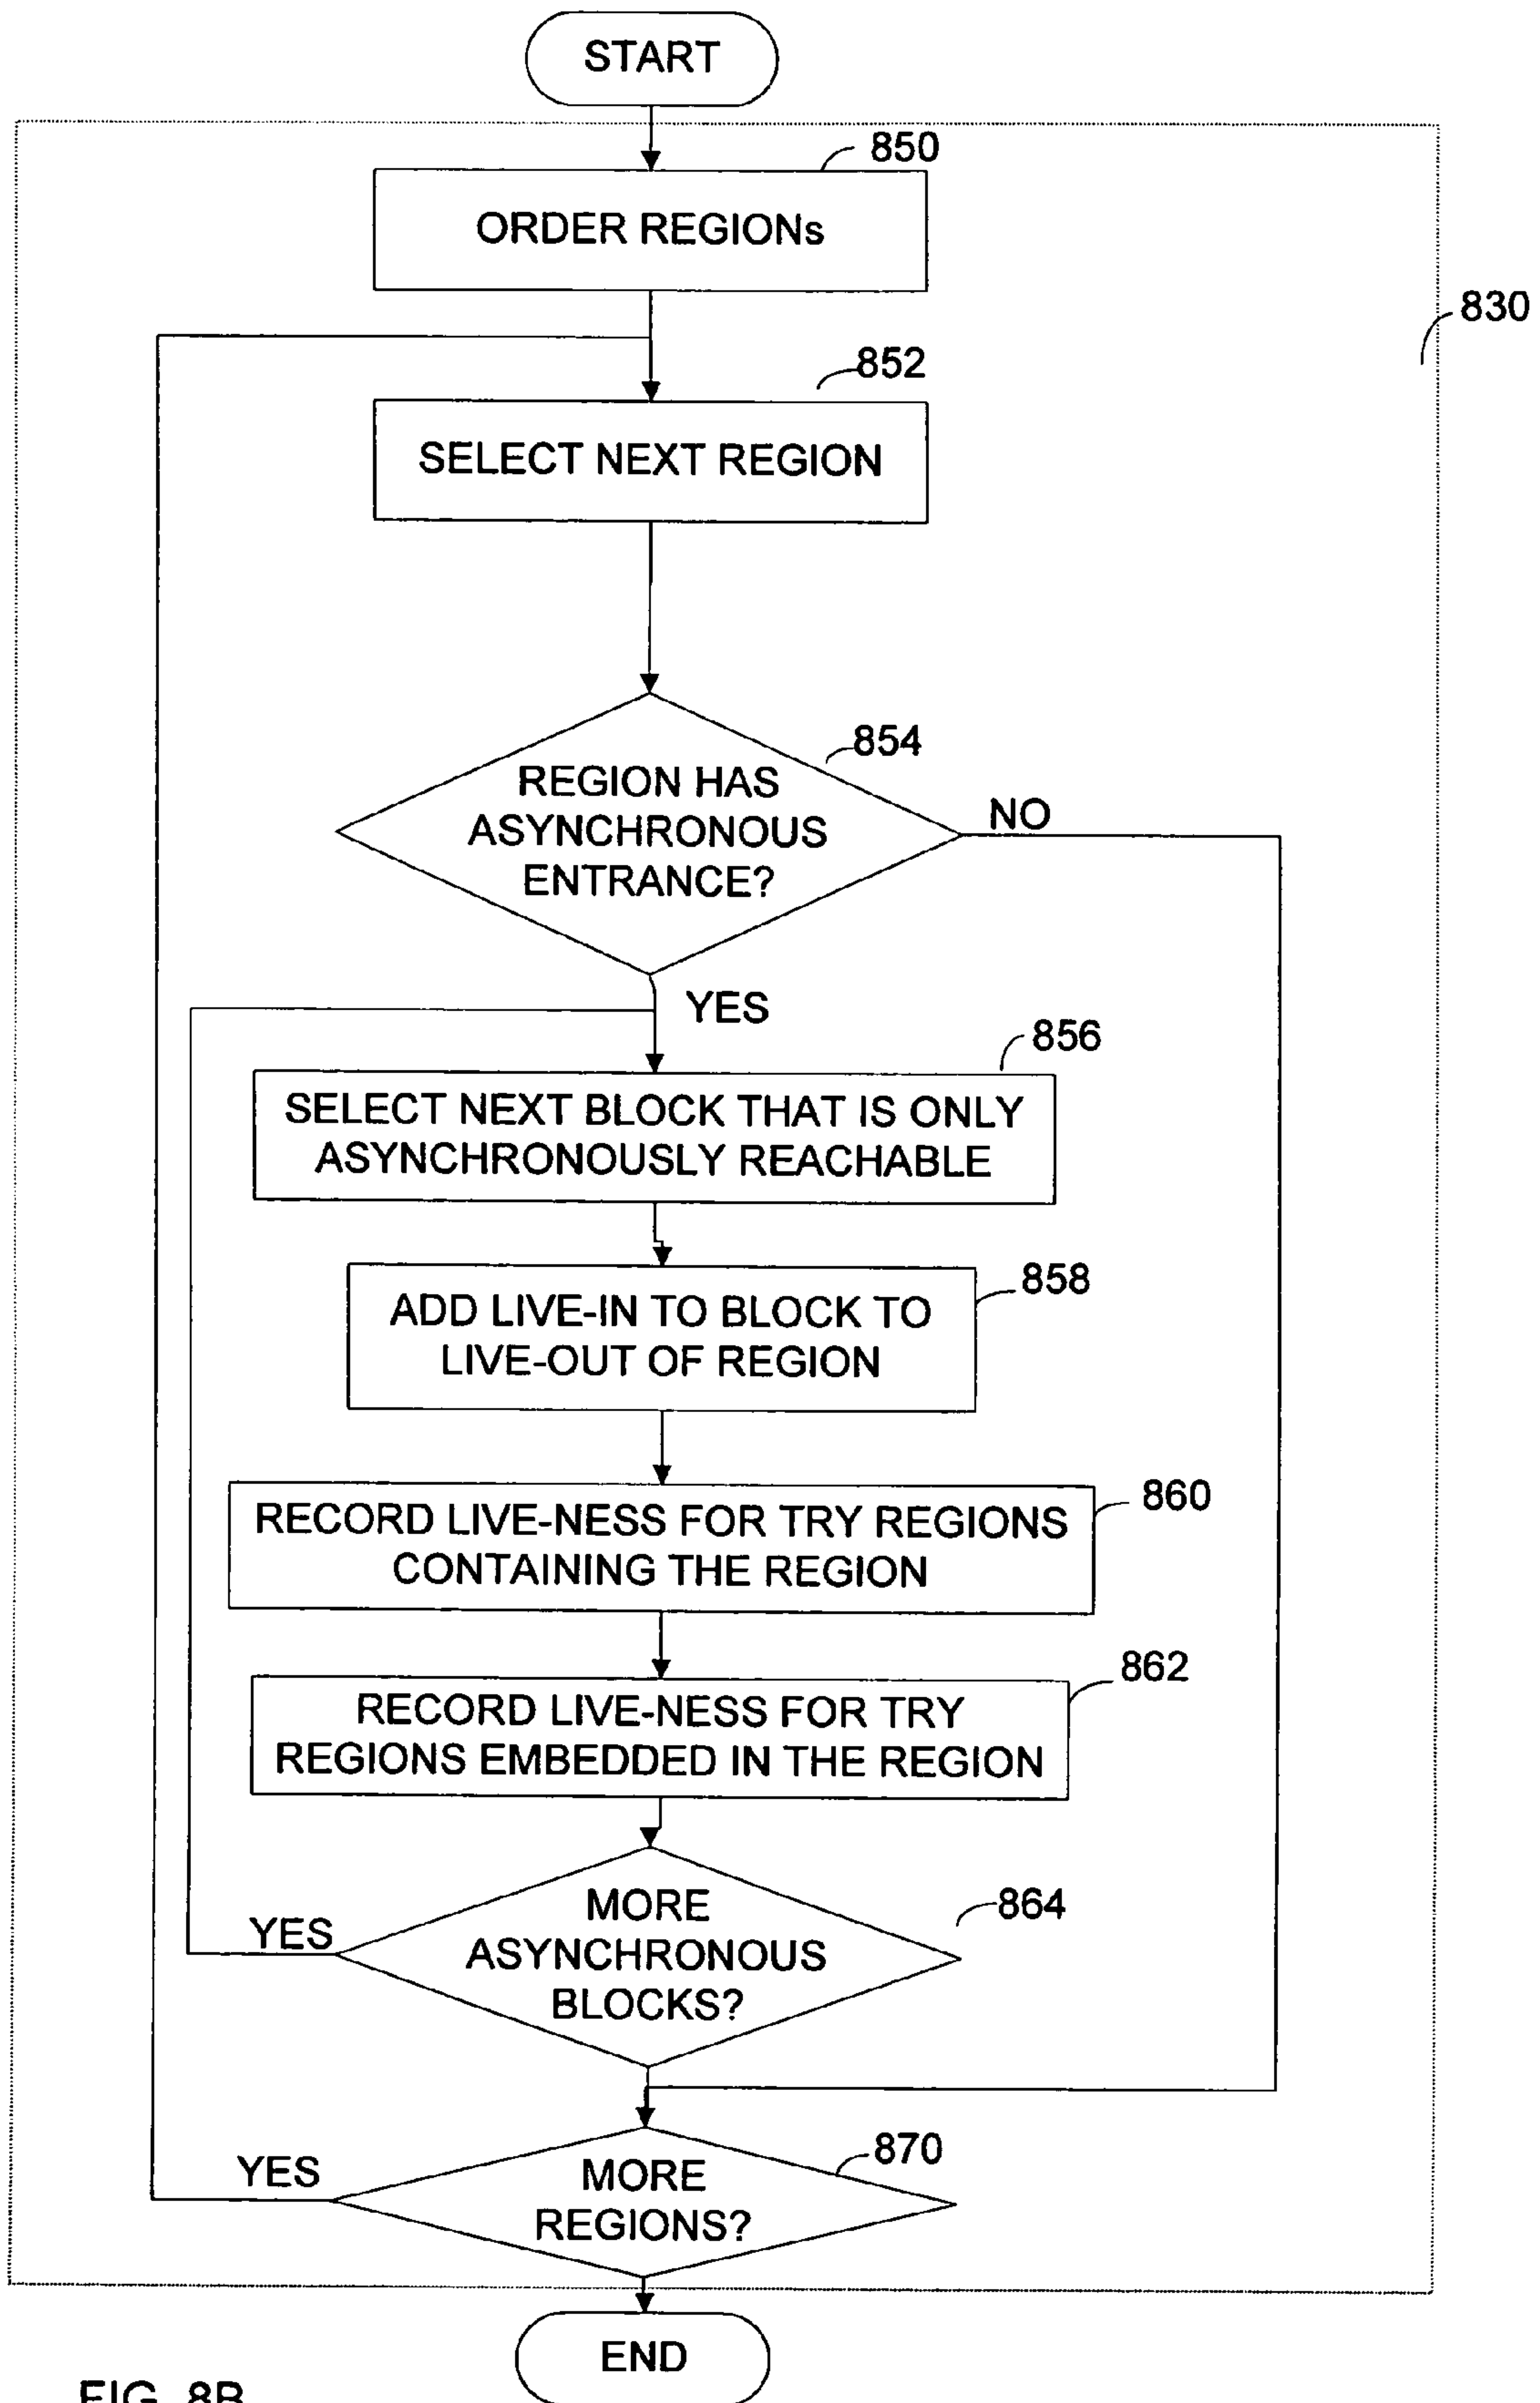 START
850
ORDER REGIONs
830
852
SELECT NEXT REGION
854
REGION HAS
ASYNCHRONOUS
ENTRANCE?
NO
YES
856
SELECT NEXT BLOCK THAT IS ONLY
ASYNCHRONOUSLY REACHABLE
858
ADD LIVE-IN TO BLOCK TO
LIVE-OUT OF REGION
860
RECORD LIVE-NESS FOR TRY REGIONS
CONTAINING THE REGION
862
RECORD LIVE-NESS FOR TRY
REGIONS EMBEDDED IN THE REGION
864
MORE
ASYNCHRONOUS
BLOCKS?
YES
870
YES
MORE
REGIONS?
END
FIG. 8B